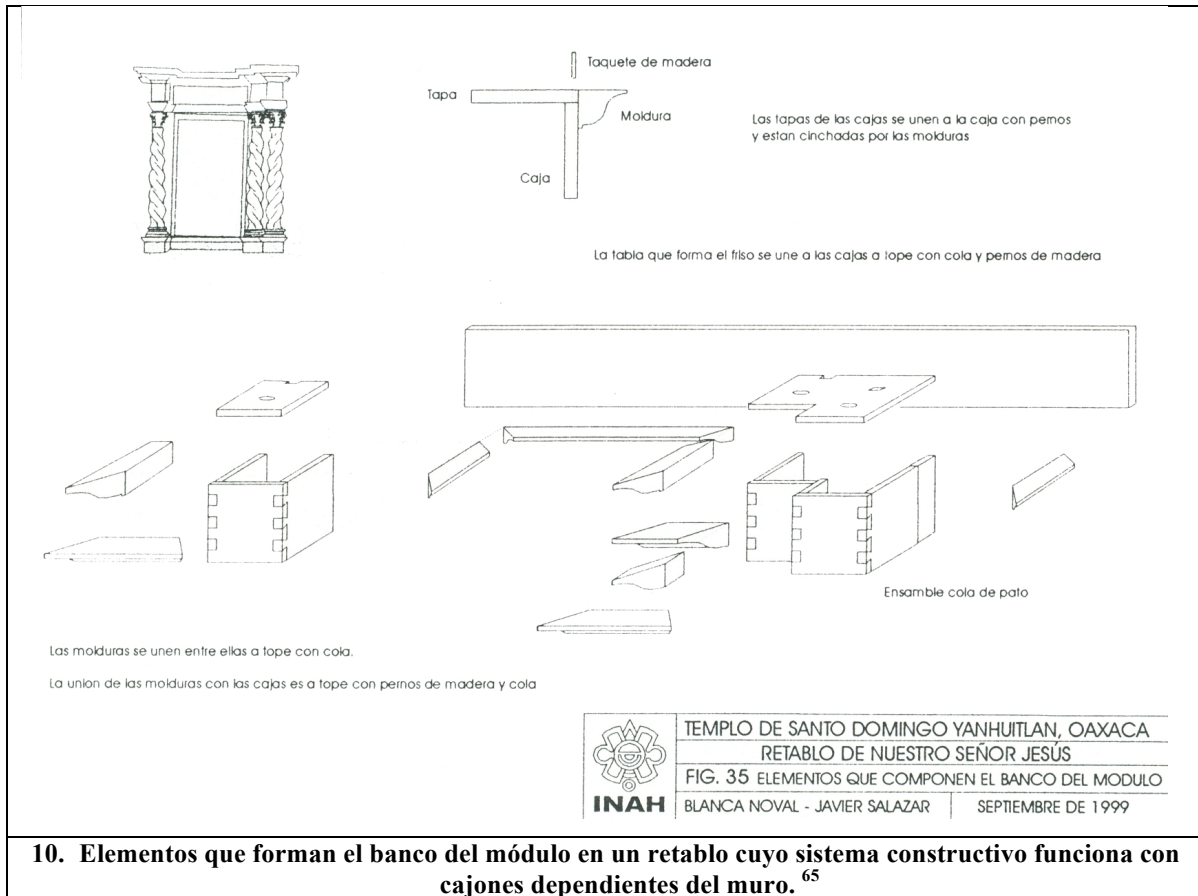 Taquete de madera
Tapa
Moldura
Caja
Las tapas de las cajas se unen a la caja con pernos
y estan cinchadas por las molduras
La tabla que forma el friso se une a las cajas a tope con cola y pernos de madera
Ensamble cola de pato
Las molduras se unen entre ellas a tope con cola.
La union de las molduras con las cajas es a tope con pernos de madera y cola
INAH
TEMPLO DE SANTO DOMINGO YANHUITLAN, OAXACA
RETABLO DE NUESTRO SEÑOR JESÚS
FIG. 35 ELEMENTOS QUE COMPONEN EL BANCO DEL MODULO
BLANCA NOVAL - JAVIER SALAZAR SEPTIEMBRE DE 1999
10. Elementos que forman el banco del módulo en un retablo cuyo sistema constructivo funciona con
cajones dependientes del muro. 65